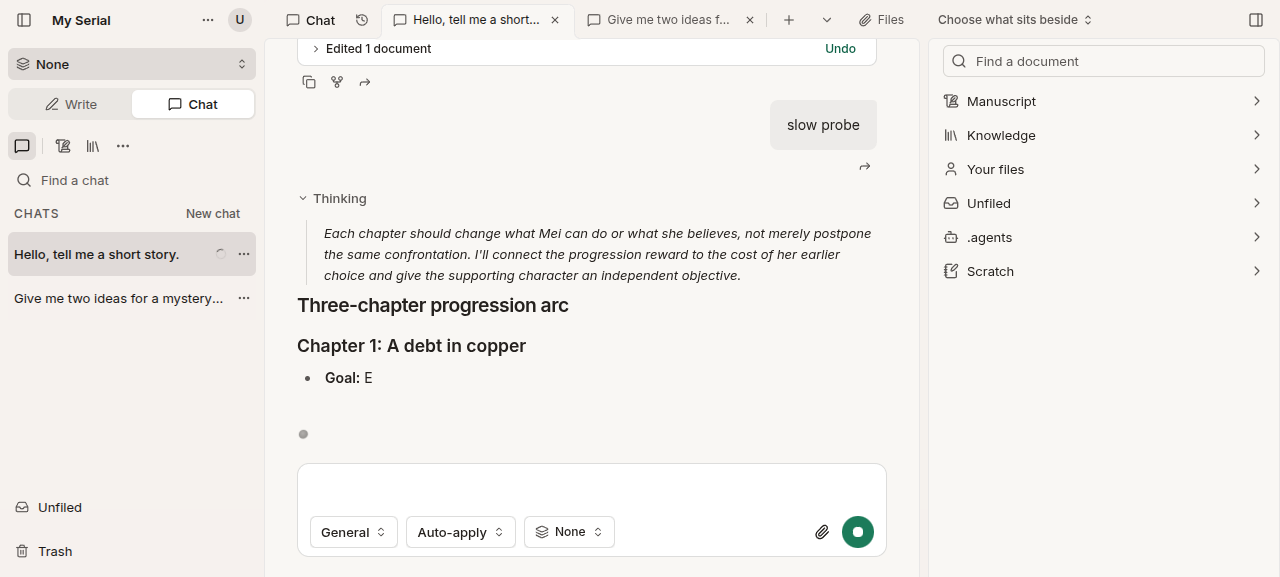 My Serial
U
None
Write
Chat
Find a chat
CHATS
New chat
Hello, tell me a short story.
Give me two ideas for a mystery...
Unfiled
Trash
Chat
Hello, tell me a short...
Give me two ideas f...
Files
Edited 1 document
Undo
slow probe
Thinking
Each chapter should change what Mei can do or what she believes, not merely postpone
the same confrontation. I'll connect the progression reward to the cost of her earlier
choice and give the supporting character an independent objective.
Three-chapter progression arc
Chapter 1: A debt in copper
• Goal: E
General
Auto-apply
None
Choose what sits beside
Find a document
Manuscript
Knowledge
Your files
Unfiled
.agents
Scratch